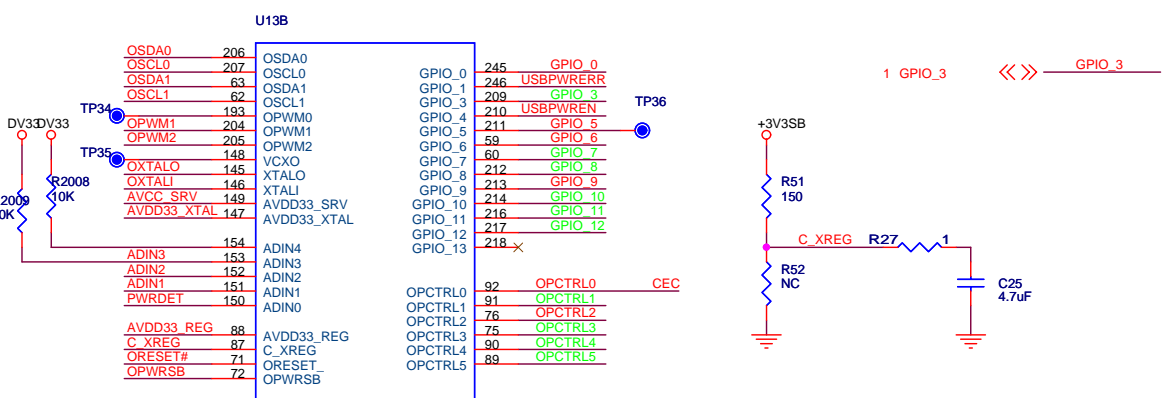 U13B
OSDA0 206 OSDA0
OSCL0 207 OSCL0
OSDA1 63 OSDA1
OSCL1 62 OSCL1
TP34 193 OPWM0
OPWM1 204 OPWM1
OPWM2 205 OPWM2
TP35 148 VCXO
OXTALO 145 XTALO
OXTALI 146 XTALI
AVCC_SRV 149 AVDD33_SRV
AVDD33_XTAL 147 AVDD33_XTAL
DV33 DV33
R2008
10K
2009
0K
154 ADIN4
ADIN3 153 ADIN3
ADIN2 152 ADIN2
ADIN1 151 ADIN1
PWRDET 150 ADIN0
AVDD33_REG 88 AVDD33_REG
C_XREG 87 C_XREG
ORESET# 71 ORESET_
OPWRSB 72 OPWRSB
GPIO_0 245 GPIO_0
GPIO_1 246 USBPWRERR
GPIO_3 209 GPIO_3
GPIO_4 210 USBPWREN
GPIO_5 211 GPIO_5 TP36
GPIO_6 59 GPIO_6
GPIO_7 60 GPIO_7
GPIO_8 212 GPIO_8
GPIO_9 213 GPIO_9
GPIO_10 214 GPIO_10
GPIO_11 216 GPIO_11
GPIO_12 217 GPIO_12
GPIO_13 218
OPCTRL0 92 OPCTRL0 CEC
OPCTRL1 91 OPCTRL1
OPCTRL2 76 OPCTRL2
OPCTRL3 75 OPCTRL3
OPCTRL4 90 OPCTRL4
OPCTRL5 89 OPCTRL5
1 GPIO_3 GPIO_3
+3V3SB
R51
150
C_XREG R27 1
R52
NC
C25
4.7uF